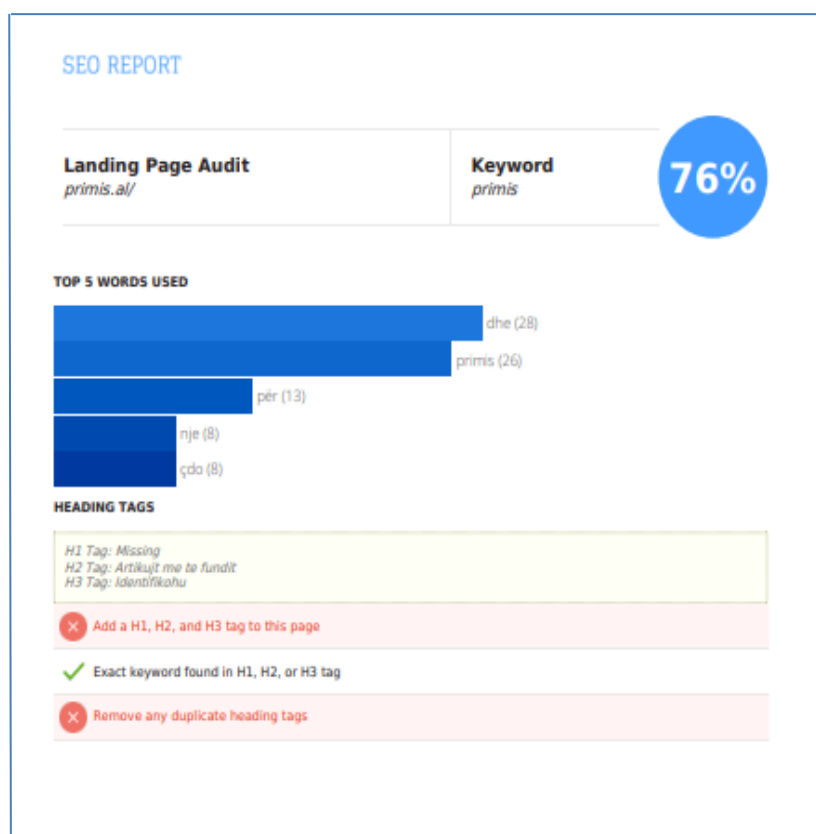 SEO REPORT
Landing Page Audit
primis.al/
Keyword
primis
76%
TOP 5 WORDS USED
dhe (28)
primis (26)
për (13)
nje (8)
çdo (8)
HEADING TAGS
H1 Tag: Missing
H2 Tag: Artikujt me te fundit
H3 Tag: Identifikohu
Add a H1, H2, and H3 tag to this page
Exact keyword found in H1, H2, or H3 tag
Remove any duplicate heading tags